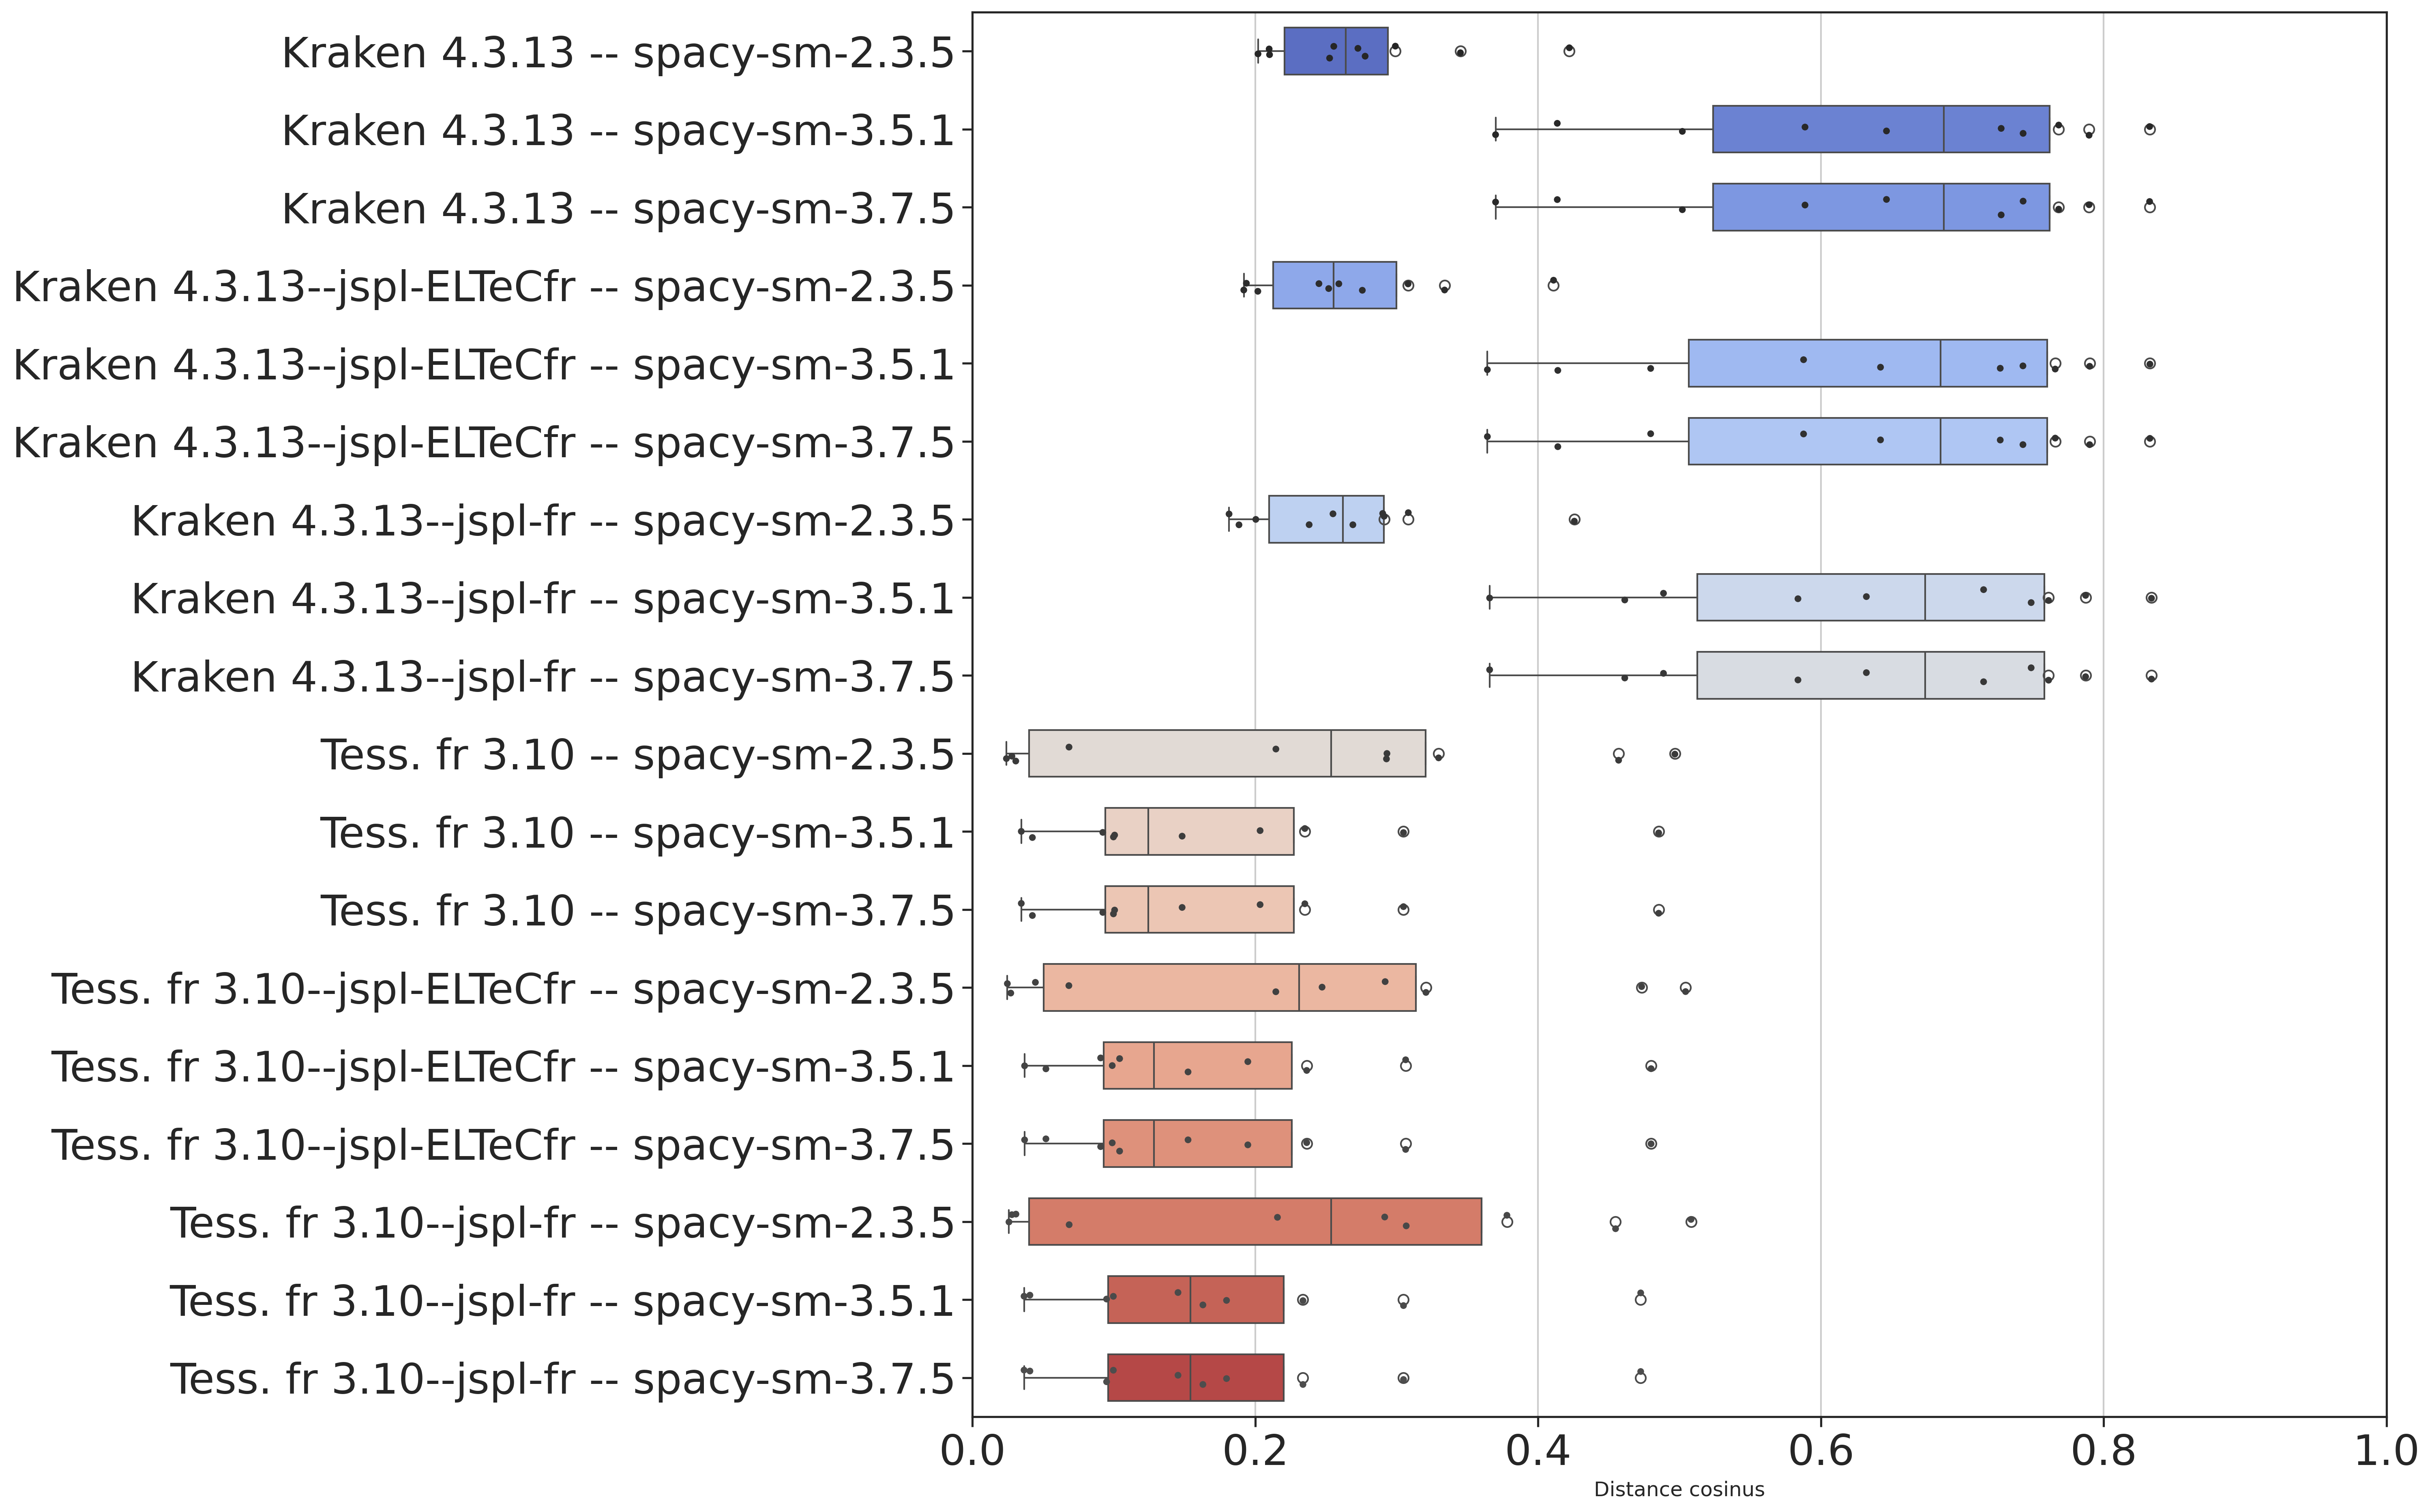 Kraken 4.3.13 -- spacy-sm-2.3.5
Kraken 4.3.13 -- spacy-sm-3.5.1
Kraken 4.3.13 -- spacy-sm-3.7.5
Kraken 4.3.13--jspl-ELTeCfr -- spacy-sm-2.3.5
Kraken 4.3.13--jspl-ELTeCfr -- spacy-sm-3.5.1
Kraken 4.3.13--jspl-ELTeCfr -- spacy-sm-3.7.5
Kraken 4.3.13--jspl-fr -- spacy-sm-2.3.5
Kraken 4.3.13--jspl-fr -- spacy-sm-3.5.1
Kraken 4.3.13--jspl-fr -- spacy-sm-3.7.5
Tess. fr 3.10 -- spacy-sm-2.3.5
Tess. fr 3.10 -- spacy-sm-3.5.1
Tess. fr 3.10 -- spacy-sm-3.7.5
Tess. fr 3.10--jspl-ELTeCfr -- spacy-sm-2.3.5
Tess. fr 3.10--jspl-ELTeCfr -- spacy-sm-3.5.1
Tess. fr 3.10--jspl-ELTeCfr -- spacy-sm-3.7.5
Tess. fr 3.10--jspl-fr -- spacy-sm-2.3.5
Tess. fr 3.10--jspl-fr -- spacy-sm-3.5.1
Tess. fr 3.10--jspl-fr -- spacy-sm-3.7.5
0.0 0.2 0.4 0.6 0.8 1.0
Distance cosinus